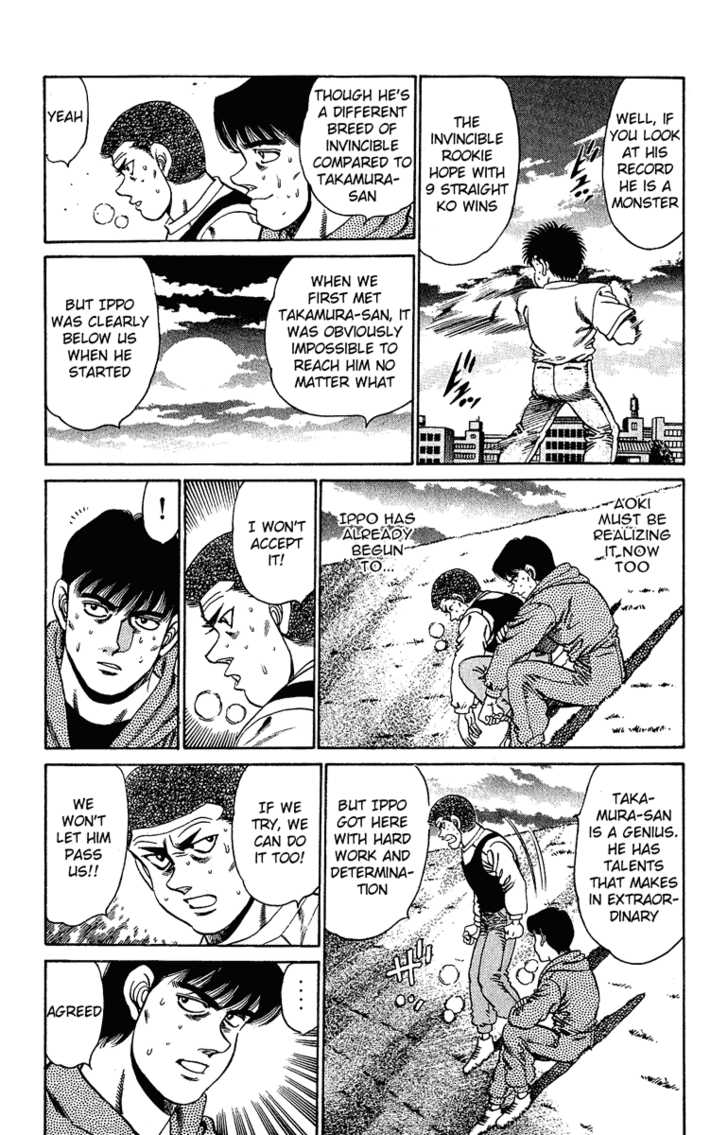 WELL, IF
YOU LOOK
AT HIS
RECORD
HE IS A
MONSTER
THE
INVINCIBLE
ROOKIE
HOPE WITH
9 STRAIGHT
KO WINS
THOUGH HE'S
A DIFFERENT
BREED OF
INVINCIBLE
COMPARED TO
TAKAMURA-
SAN
YEAH
WHEN WE
FIRST MET
TAKAMURA-SAN, IT
WAS OBVIOUSLY
IMPOSSIBLE TO
REACH HIM NO
MATTER WHAT
BUT IPPO
WAS CLEARLY
BELOW US
WHEN HE
STARTED
AOKI
MUST BE
REALIZING
IT NOW
TOO
IPPO HAS
ALREADY
BEGUN
TO...
I WON'T
ACCEPT
IT!
!
TAKA-
MURA-SAN
IS A GENIUS.
HE HAS
TALENTS
THAT MAKES
IN EXTRAOR-
DINARY
BUT IPPO
GOT HERE
WITH HARD
WORK AND
DETERMINA-
TION
ザッ
IF WE
TRY, WE
CAN DO
IT TOO!
WE
WON'T
LET HIM
PASS
US!!
....
AGREED